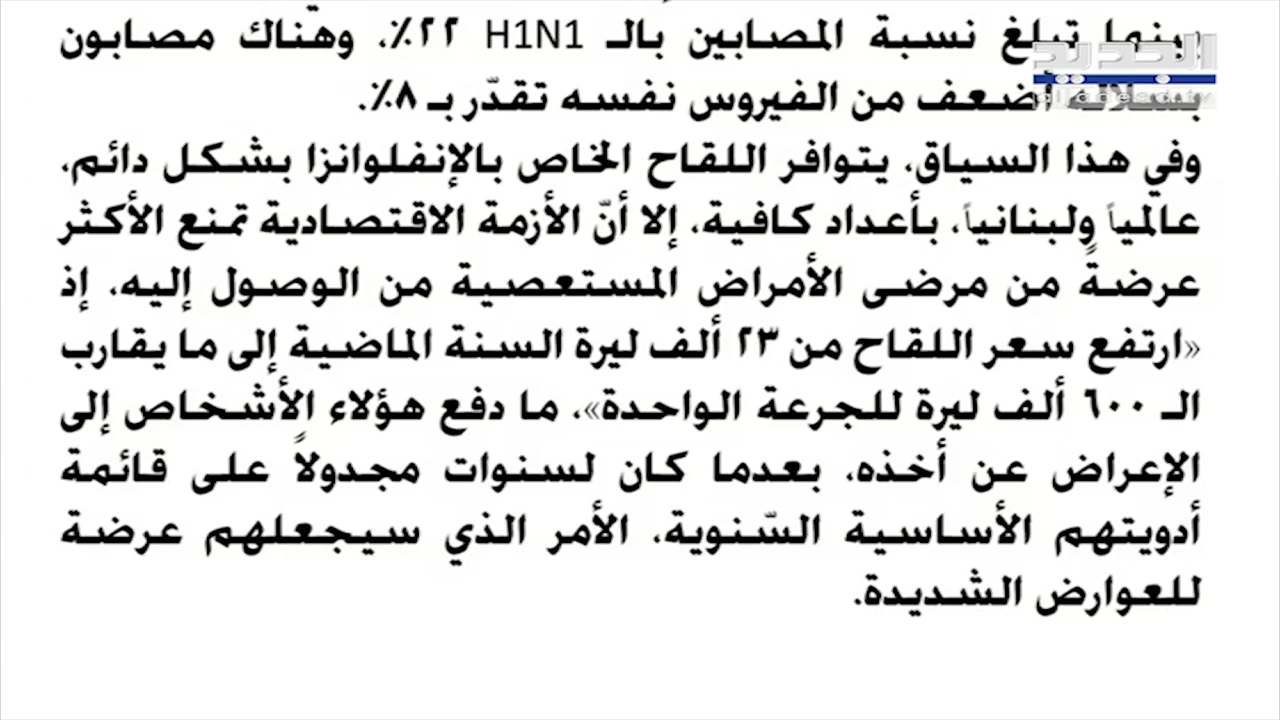 بينما تبلغ نسبة المصابين بالـ H1N1 ٢٢٪، وهناك مصابون
بسلالة أضعف من الفيروس نفسه تقدّر بـ ٨٪.
وفي هذا السياق، يتوافر اللقاح الخاص بالإنفلوانزا بشكل دائم،
عالمياً ولبنانياً، بأعداد كافية، إلا أنّ الأزمة الاقتصادية تمنع الأكثر
عرضةً من مرضى الأمراض المستعصية من الوصول إليه، إذ
«ارتفع سعر اللقاح من ٢٣ ألف ليرة السنة الماضية إلى ما يقارب
الـ ٦٠٠ ألف ليرة للجرعة الواحدة»، ما دفع هؤلاء الأشخاص إلى
الإعراض عن أخذه، بعدما كان لسنوات مجدولاً على قائمة
أدويتهم الأساسية السّنوية، الأمر الذي سيجعلهم عرضة
للعوارض الشديدة.
الجديد